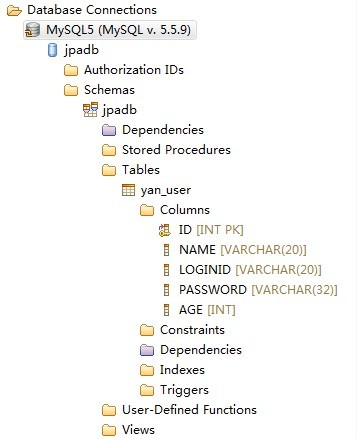 Database Connections
MySQL5 (MySQL v. 5.5.9)
jpadb
Authorization IDs
Schemas
jpadb
Dependencies
Stored Procedures
Tables
yan_user
Columns
ID [INT PK]
NAME [VARCHAR(20)]
LOGINID [VARCHAR(20)]
PASSWORD [VARCHAR(32)]
AGE [INT]
Constraints
Dependencies
Indexes
Triggers
User-Defined Functions
Views